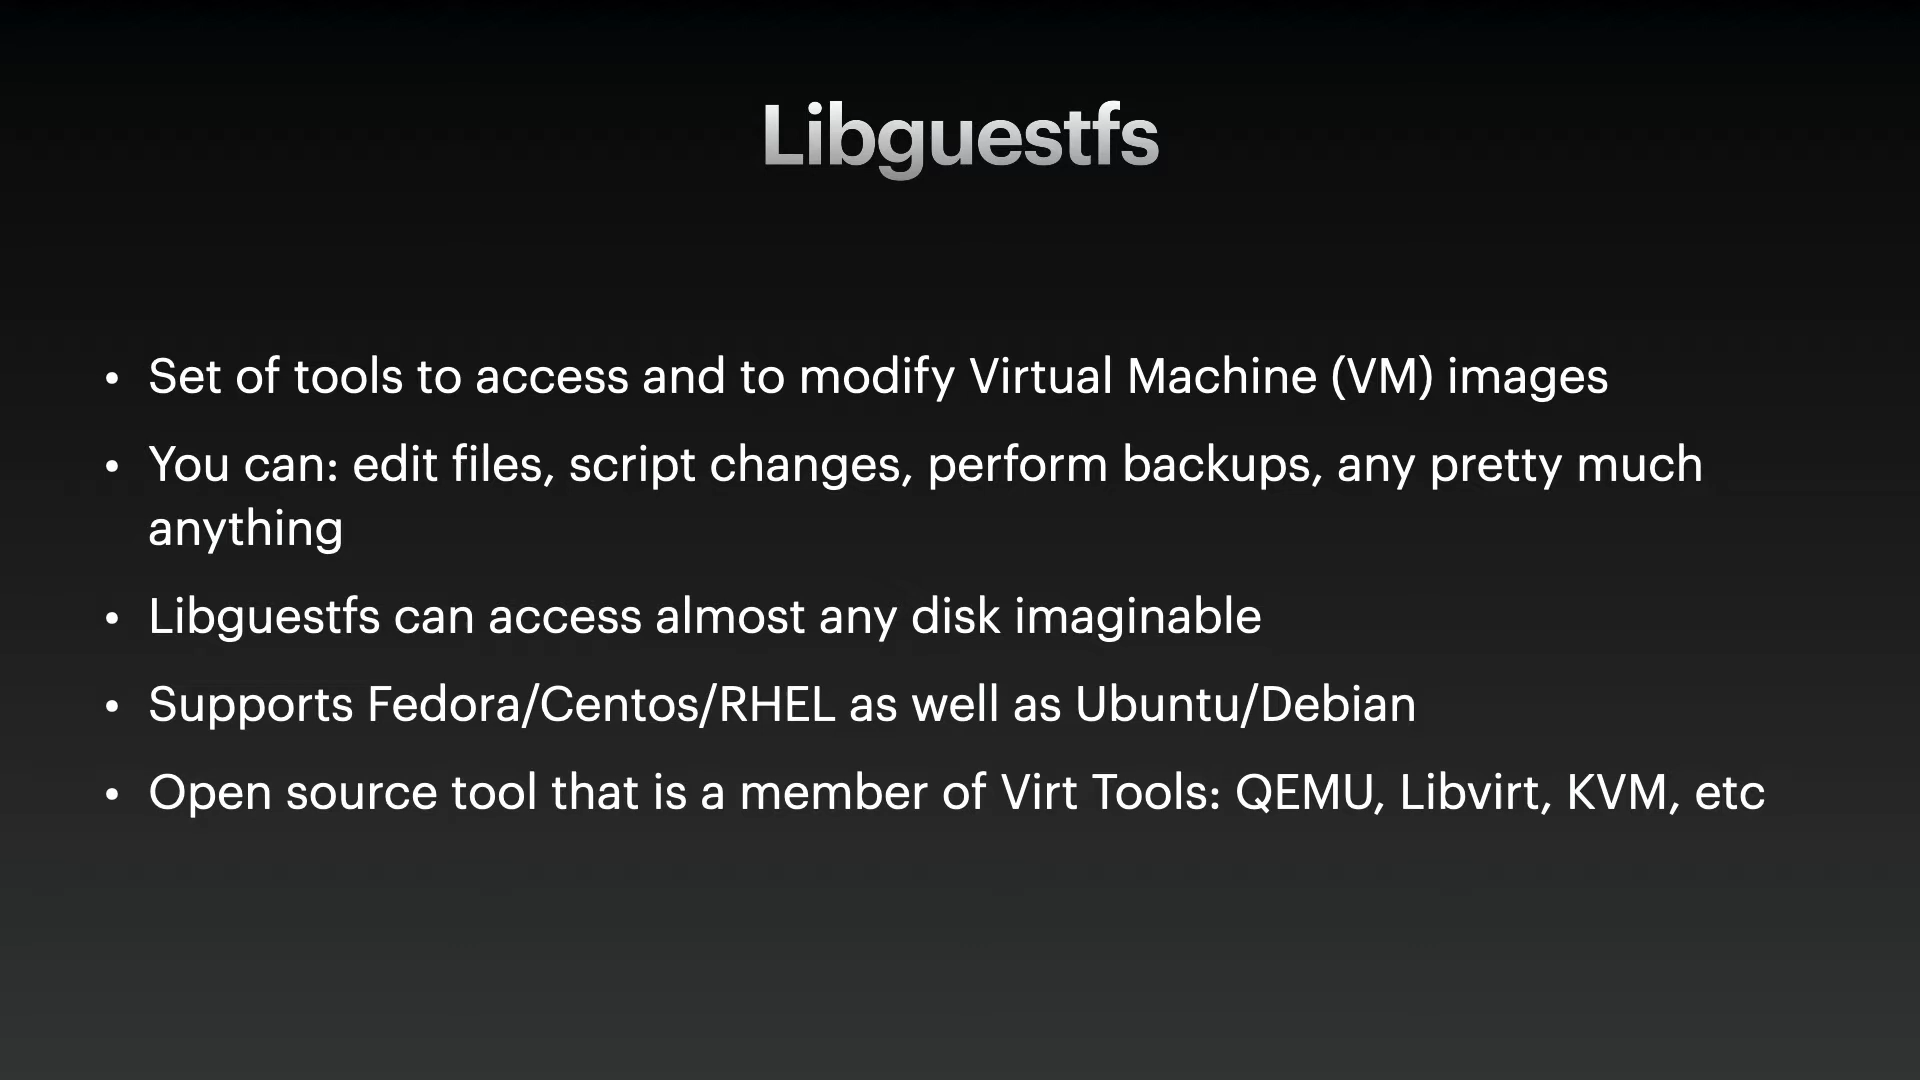 Libguestfs
• Set of tools to access and to modify Virtual Machine (VM) images
• You can: edit files, script changes, perform backups, any pretty much
anything
• Libguestfs can access almost any disk imaginable
• Supports Fedora/Centos/RHEL as well as Ubuntu/Debian
• Open source tool that is a member of Virt Tools: QEMU, Libvirt, KVM, etc